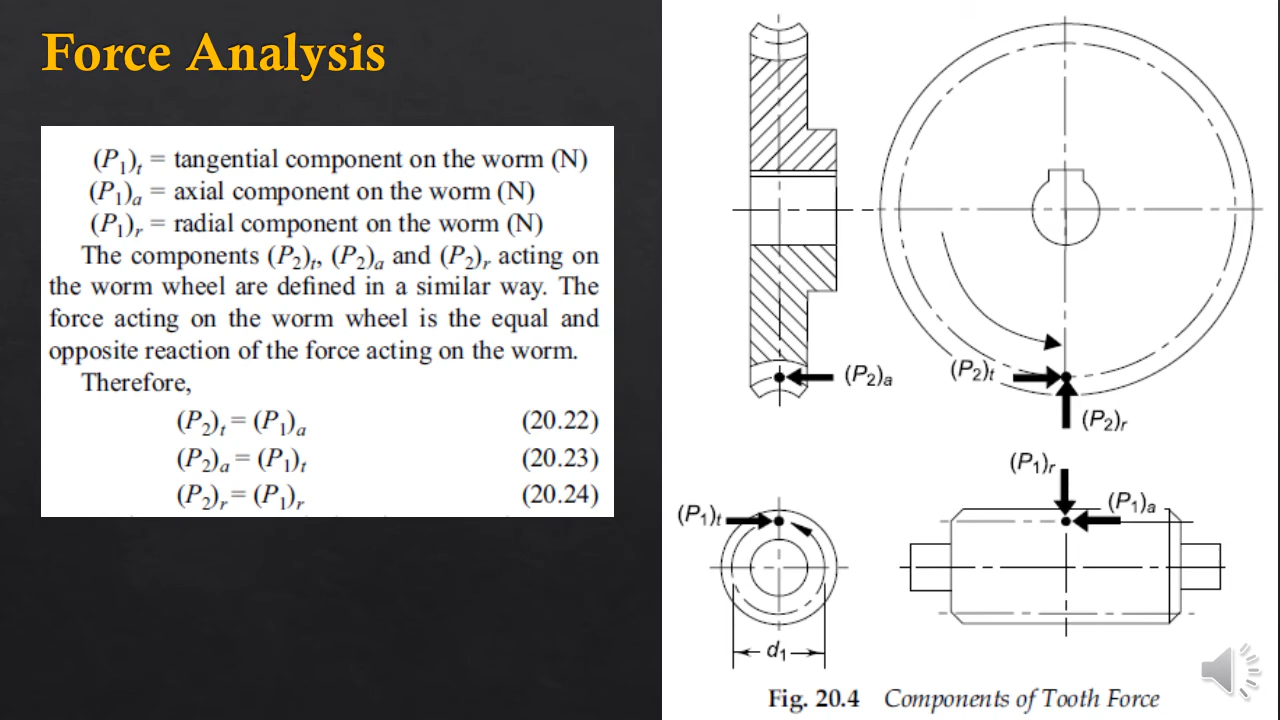 Force Analysis
(P₁)ₜ = tangential component on the worm (N)
(P₁)ₐ = axial component on the worm (N)
(P₁)ᵣ = radial component on the worm (N)
The components (P₂)ₜ, (P₂)ₐ and (P₂)ᵣ acting on
the worm wheel are defined in a similar way. The
force acting on the worm wheel is the equal and
opposite reaction of the force acting on the worm.
Therefore,
(P₂)ₜ = (P₁)ₐ (20.22)
(P₂)ₐ = (P₁)ₜ (20.23)
(P₂)ᵣ = (P₁)ᵣ (20.24)
(P₂)ₐ
(P₂)ₜ
(P₂)ᵣ
(P₁)ᵣ
(P₁)ₜ
(P₁)ₐ
d₁
Fig. 20.4 Components of Tooth Force